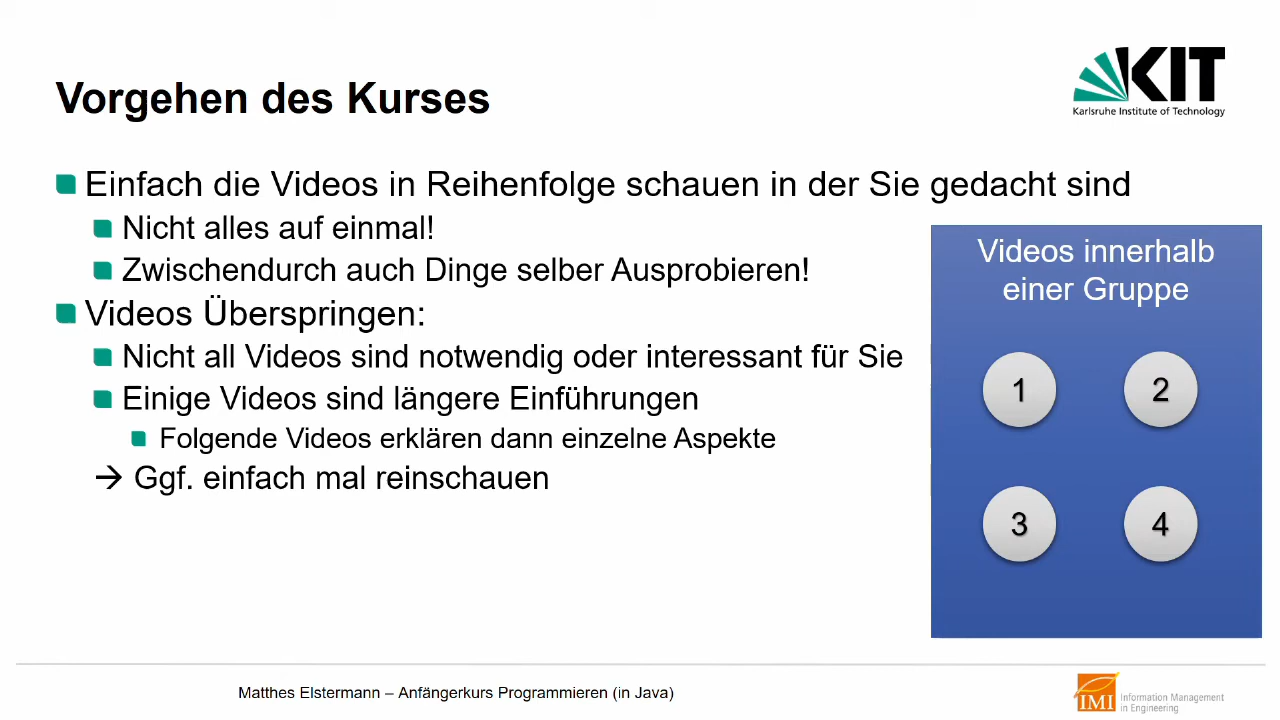 Vorgehen des Kurses
KIT
Karlsruhe Institute of Technology
Einfach die Videos in Reihenfolge schauen in der Sie gedacht sind
Nicht alles auf einmal!
Zwischendurch auch Dinge selber Ausprobieren!
Videos Überspringen:
Nicht all Videos sind notwendig oder interessant für Sie
Einige Videos sind längere Einführungen
Folgende Videos erklären dann einzelne Aspekte
→ Ggf. einfach mal reinschauen
Videos innerhalb
einer Gruppe
1 2
3 4
Matthes Elstermann – Anfängerkurs Programmieren (in Java)
IMI
Information Management
in Engineering